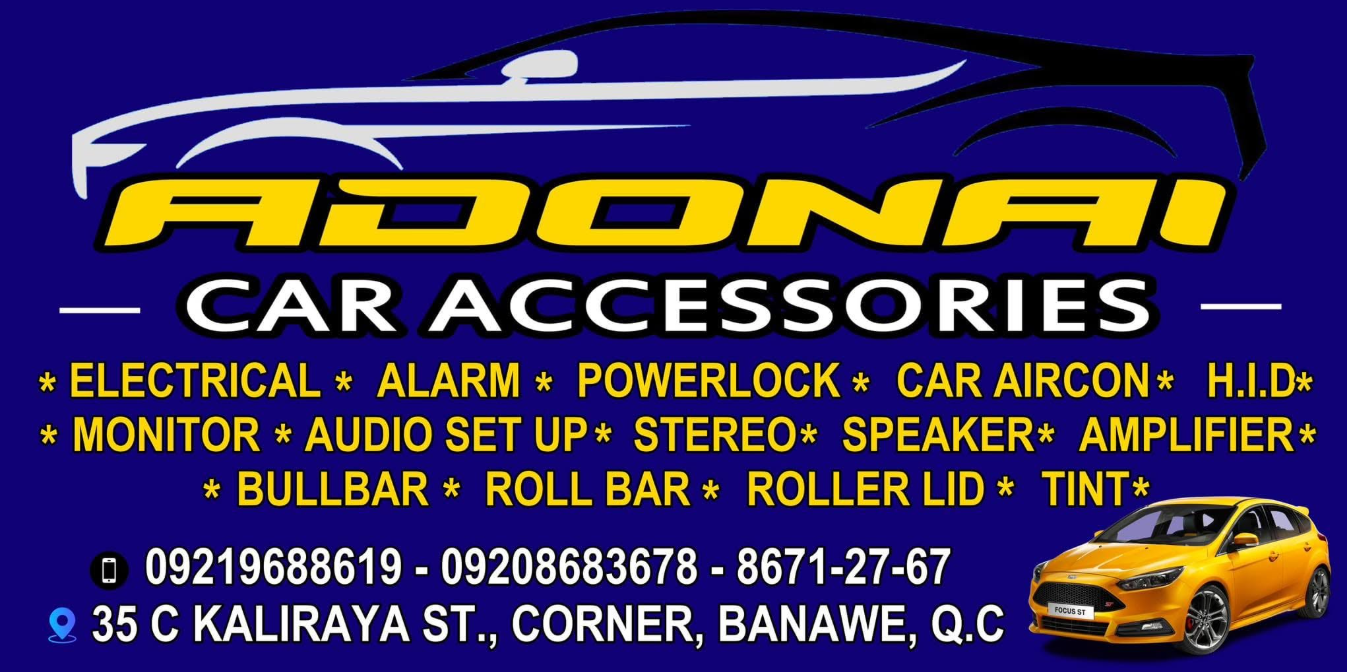 ADONAI
CAR ACCESSORIES
* ELECTRICAL * ALARM * POWERLOCK * CAR AIRCON * H.I.D*
* MONITOR * AUDIO SET UP * STEREO * SPEAKER * AMPLIFIER *
* BULLBAR * ROLL BAR * ROLLER LID * TINT *
09219688619 - 09208683678 - 8671-27-67
35 C KALIRAYA ST., CORNER, BANAWE, Q.C
FOCUS ST